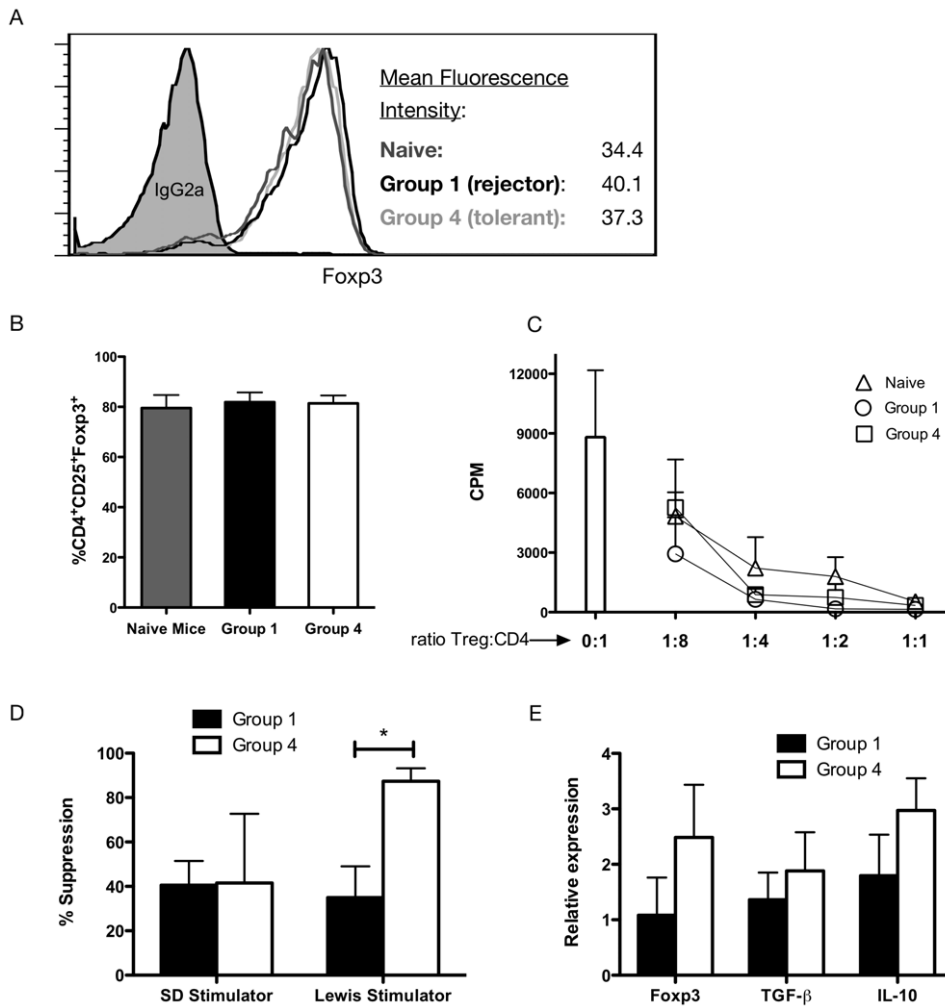 A
IgG2a
Mean Fluorescence
Intensity:
Naive: 34.4
Group 1 (rejector): 40.1
Group 4 (tolerant): 37.3
Foxp3
B
%CD4⁺CD25⁺Foxp3⁺
100
80
60
40
20
0
Naive Mice Group 1 Group 4
C
CPM
12000
9000
6000
3000
0
Naive
Group 1
Group 4
ratio Treg:CD4 0:1 1:8 1:4 1:2 1:1
D
Group 1
Group 4
% Suppression
100
80
60
40
20
0
*
SD Stimulator Lewis Stimulator
E
Group 1
Group 4
Relative expression
4
3
2
1
0
Foxp3 TGF-β IL-10